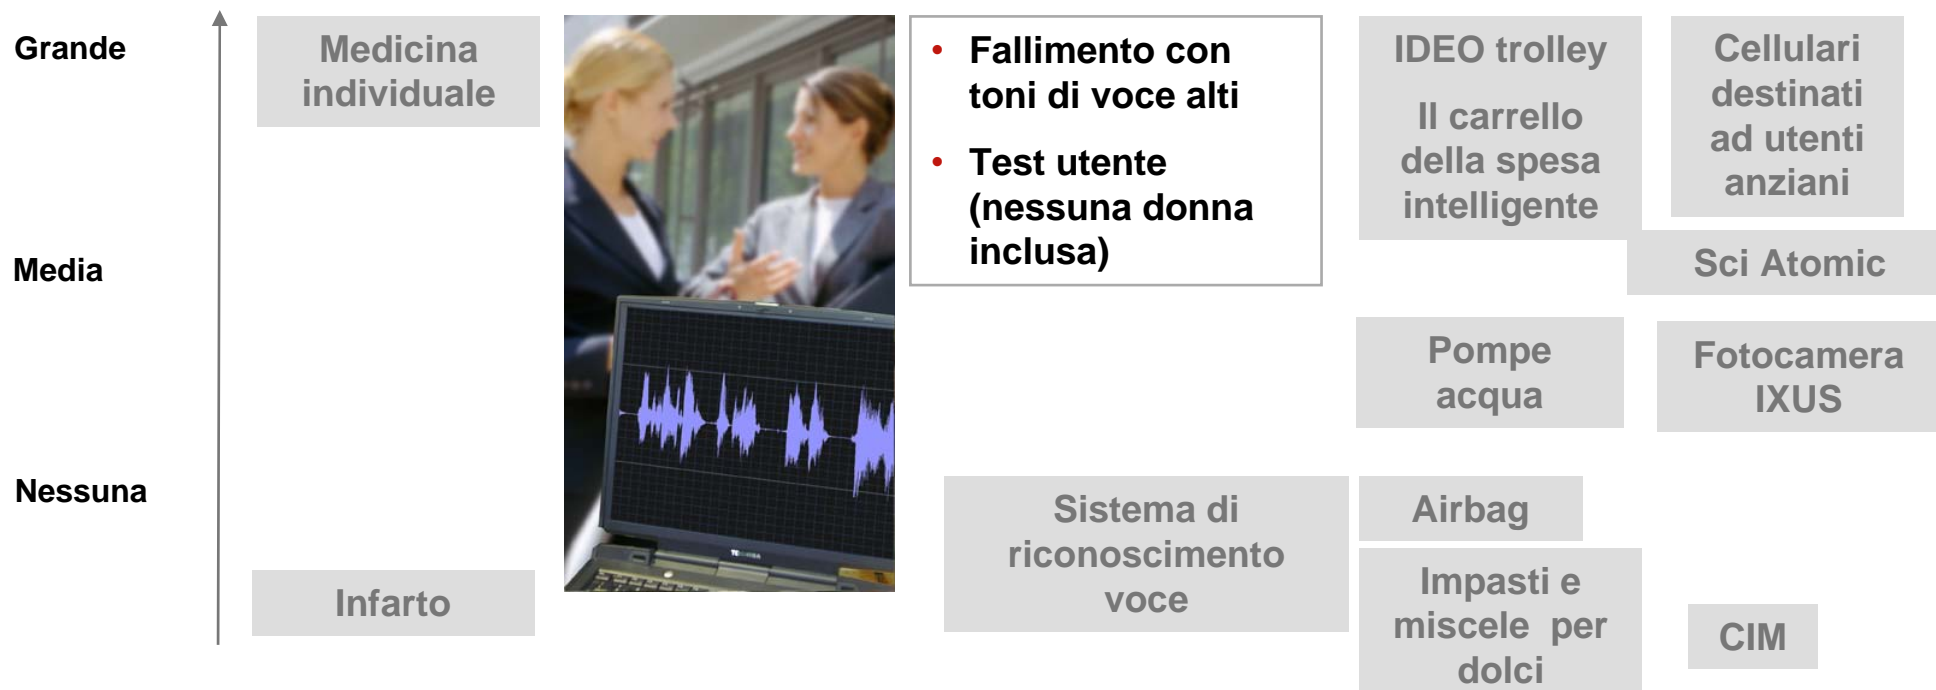 Grande
Media
Nessuna
Medicina
individuale
Infarto
• Fallimento con
toni di voce alti
• Test utente
(nessuna donna
inclusa)
Sistema di
riconoscimento
voce
IDEO trolley
Il carrello
della spesa
intelligente
Pompe
acqua
Airbag
Impasti e
miscele per
dolci
Cellulari
destinati
ad utenti
anziani
Sci Atomic
Fotocamera
IXUS
CIM